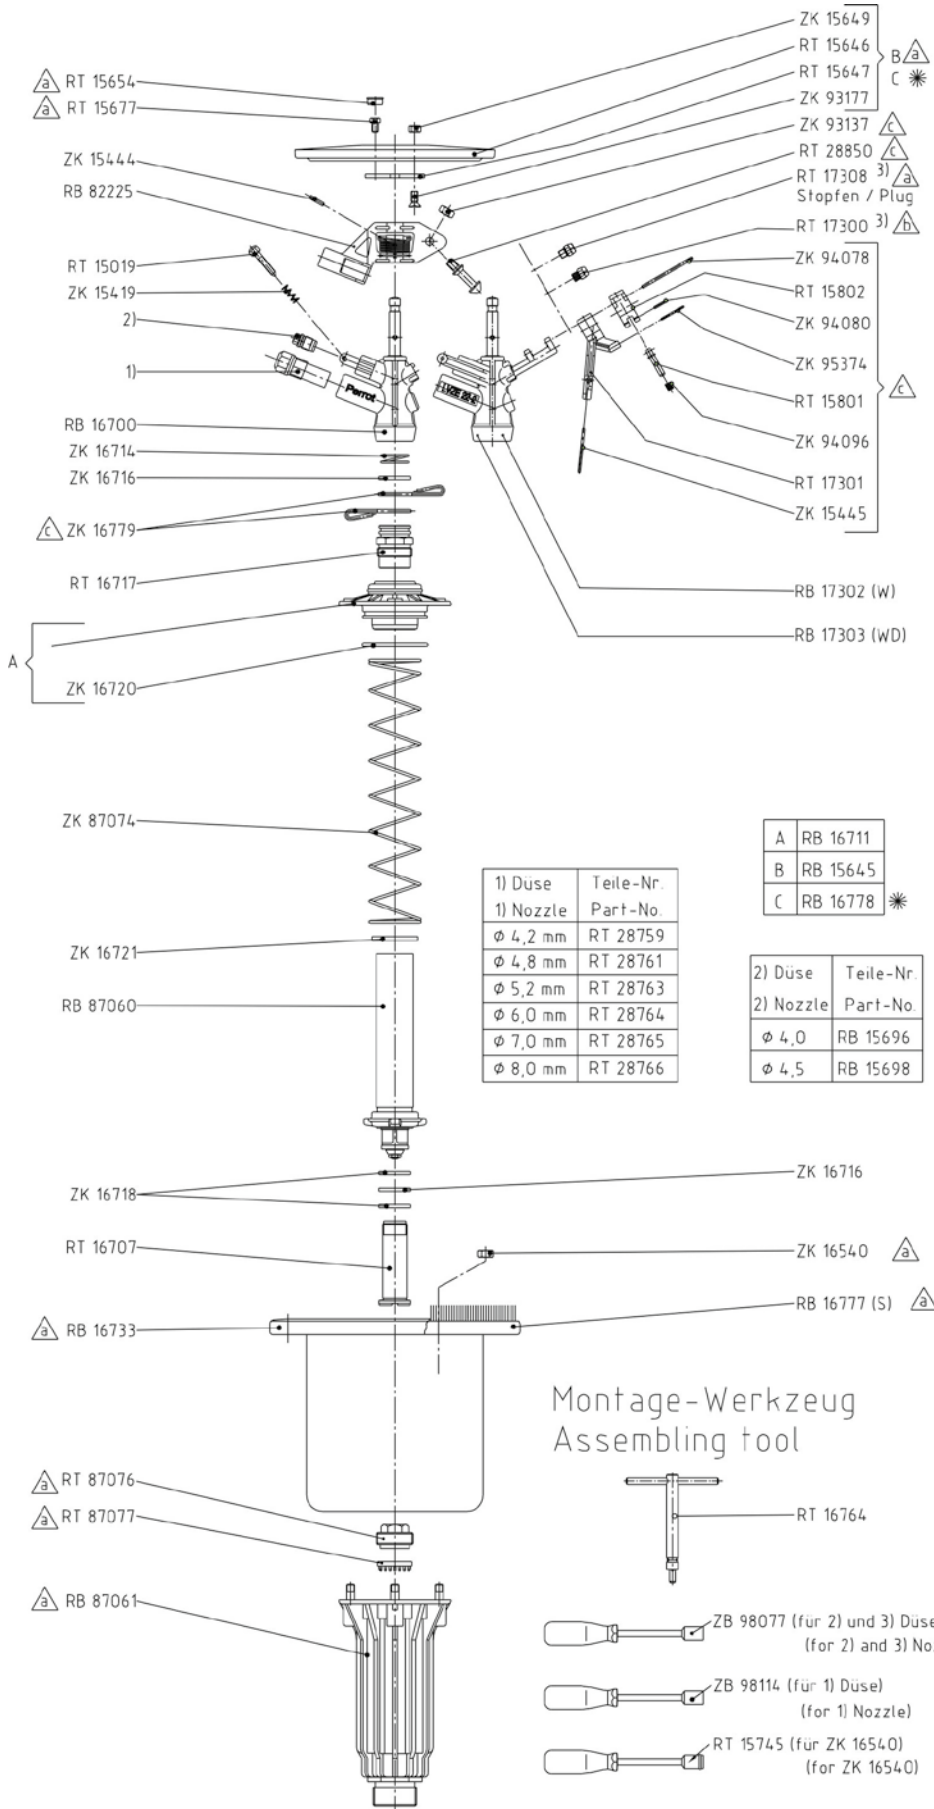 ZK 15649
RT 15646
RT 15647
ZK 93177
B a
C ✳
ZK 93137 c
RT 28850 c
RT 17308 3) a
Stopfen / Plug
RT 17300 3) b
ZK 94078
RT 15802
ZK 94080
ZK 95374
RT 15801
ZK 94096
RT 17301
ZK 15445
c
RB 17302 (W)
RB 17303 (WD)
a RT 15654
a RT 15677
ZK 15444
RB 82225
RT 15019
ZK 15419
2)
1)
Perrot
RB 16700
ZK 16714
ZK 16716
c ZK 16779
RT 16717
A
ZK 16720
ZK 87074
ZK 16721
RB 87060
ZK 16718
RT 16707
a RB 16733
a RT 87076
a RT 87077
a RB 87061
A RB 16711
B RB 15645
C RB 16778 ✳
1) Düse Teile-Nr.
1) Nozzle Part-No.
ϕ 4,2 mm RT 28759
ϕ 4,8 mm RT 28761
ϕ 5,2 mm RT 28763
ϕ 6,0 mm RT 28764
ϕ 7,0 mm RT 28765
ϕ 8,0 mm RT 28766
2) Düse Teile-Nr.
2) Nozzle Part-No.
ϕ 4,0 RB 15696
ϕ 4,5 RB 15698
ZK 16716
ZK 16540 a
RB 16777 (S) a
Montage-Werkzeug
Assembling tool
RT 16764
ZB 98077 (für 2) und 3) Düse
(for 2) and 3) No
ZB 98114 (für 1) Düse)
(for 1) Nozzle)
RT 15745 (für ZK 16540)
(for ZK 16540)